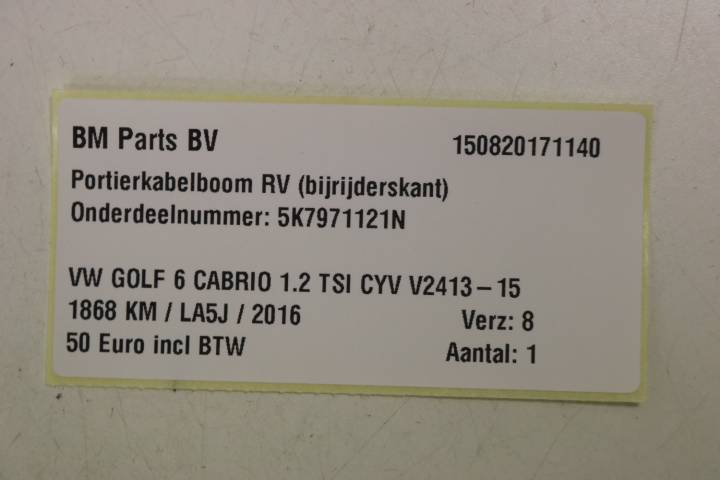 BM Parts BV 150820171140
Portierkabelboom RV (bijrijderskant)
Onderdeelnummer: 5K7971121N
VW GOLF 6 CABRIO 1.2 TSI CYV V2413-15
1868 KM / LA5J / 2016 Verz: 8
50 Euro incl BTW Aantal: 1